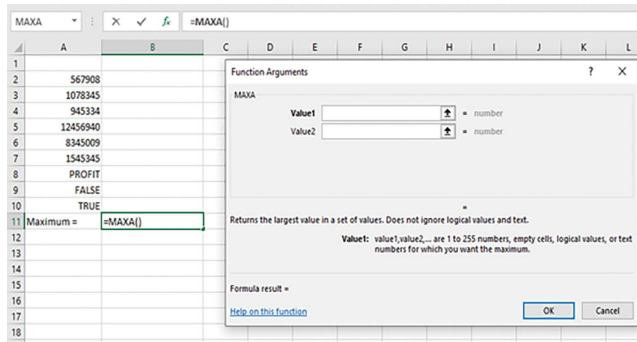 MAXA =MAXA()
A B C D E F G H I J K L
1
2 567908
3 1078345
4 945334
5 12456940
6 8345009
7 1545345
8 PROFIT
9 FALSE
10 TRUE
11 Maximum = =MAXA()
12
13
14
15
16
17
18
Function Arguments ? X
MAXA
Value1 = number
Value2 = number
=
Returns the largest value in a set of values. Does not ignore logical values and text.
Value1: value1,value2,... are 1 to 255 numbers, empty cells, logical values, or text
numbers for which you want the maximum.
Formula result =
Help on this function OK Cancel